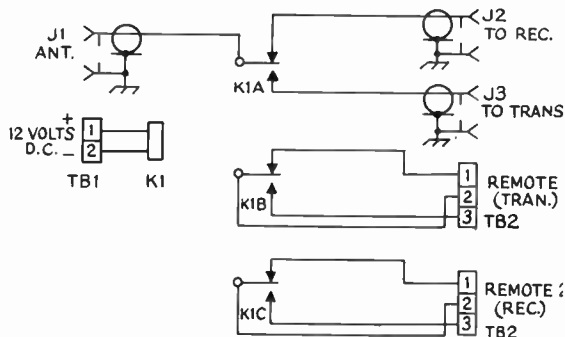 J1
ANT.
J2
TO REC.
K1A
J3
TO TRANS
+
12 VOLTS
D.C. –
1
2
TB1
K1
K1B
1
2
3
REMOTE
(TRAN.)
TB2
K1C
1
2
3
REMOTE 2
(REC.)
TB2